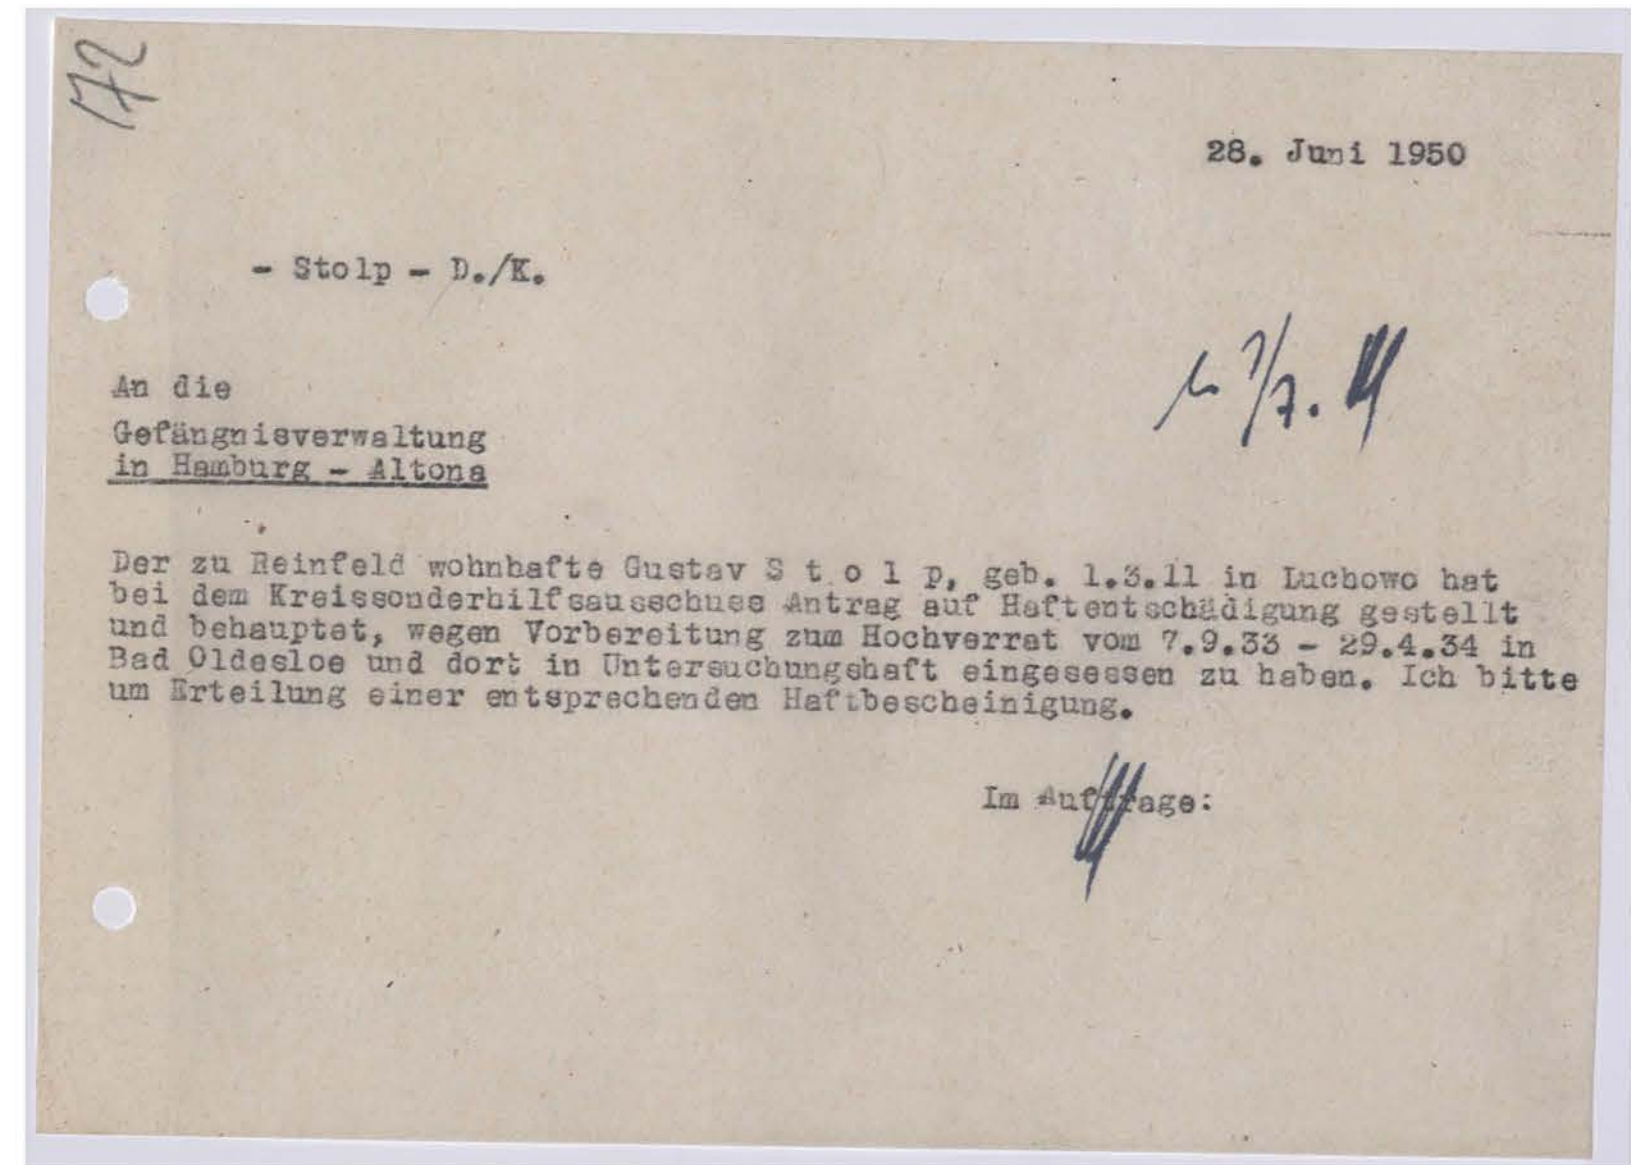 172
28. Juni 1950
- Stolp - D./K.
An die
Gefängnisverwaltung
in Hamburg - Altona
Der zu Reinfeld wohnhafte Gustav S t o l p, geb. 1.3.11 in Luchowo hat
bei dem Kreissonderhilfsausschuss Antrag auf Haftentschädigung gestellt
und behauptet, wegen Vorbereitung zum Hochverrat vom 7.9.33 - 29.4.34 in
Bad Oldesloe und dort in Untersuchungshaft eingesessen zu haben. Ich bitte
um Erteilung einer entsprechenden Haftbescheinigung.
Im Auftrage: